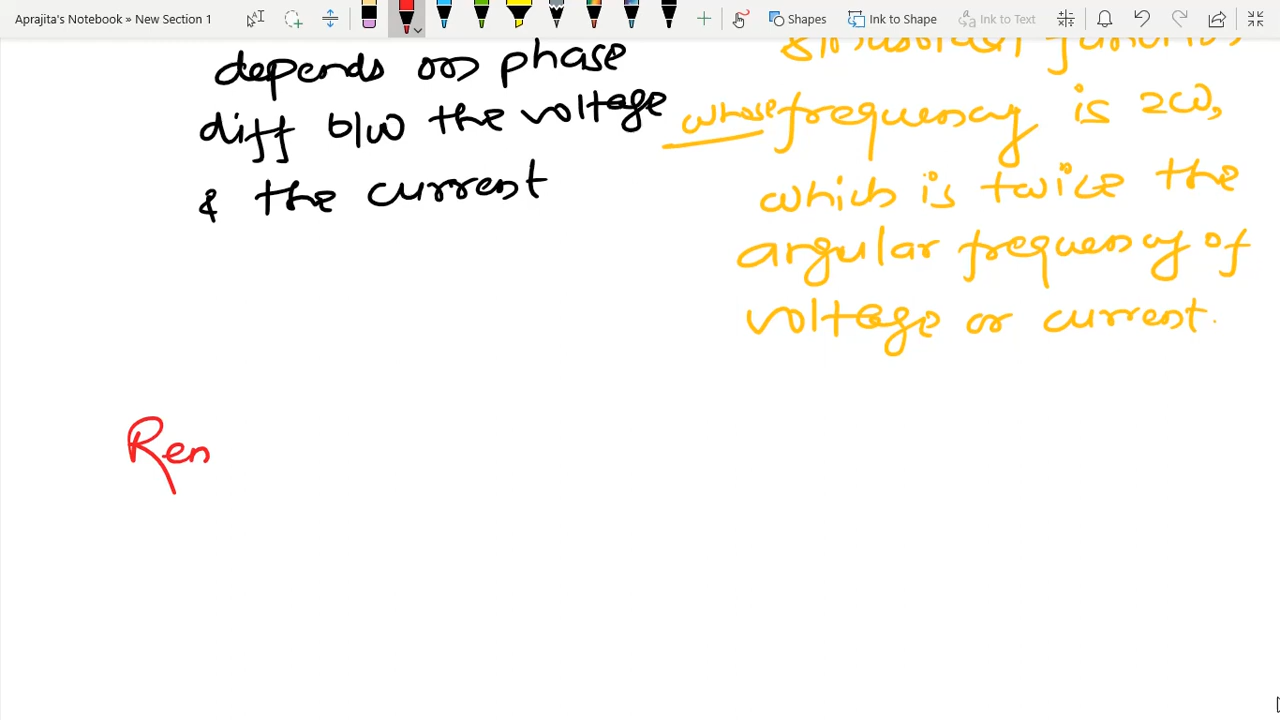 Aprajita's Notebook » New Section 1
Shapes
Ink to Shape
Ink to Text
depends on phase
diff b/w the voltage
& the current
whose frequency is 2ω,
which is twice the
angular frequency of
voltage or current.
Ren